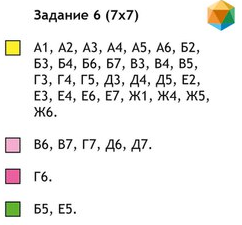 Задание 6 (7x7)
А1, А2, А3, А4, А5, А6, Б2,
Б3, Б4, Б6, Б7, В3, В4, В5,
Г3, Г4, Г5, Д3, Д4, Д5, Е2,
Е3, Е4, Е6, Е7, Ж1, Ж4, Ж5,
Ж6.
В6, В7, Г7, Д6, Д7.
Г6.
Б5, Е5.